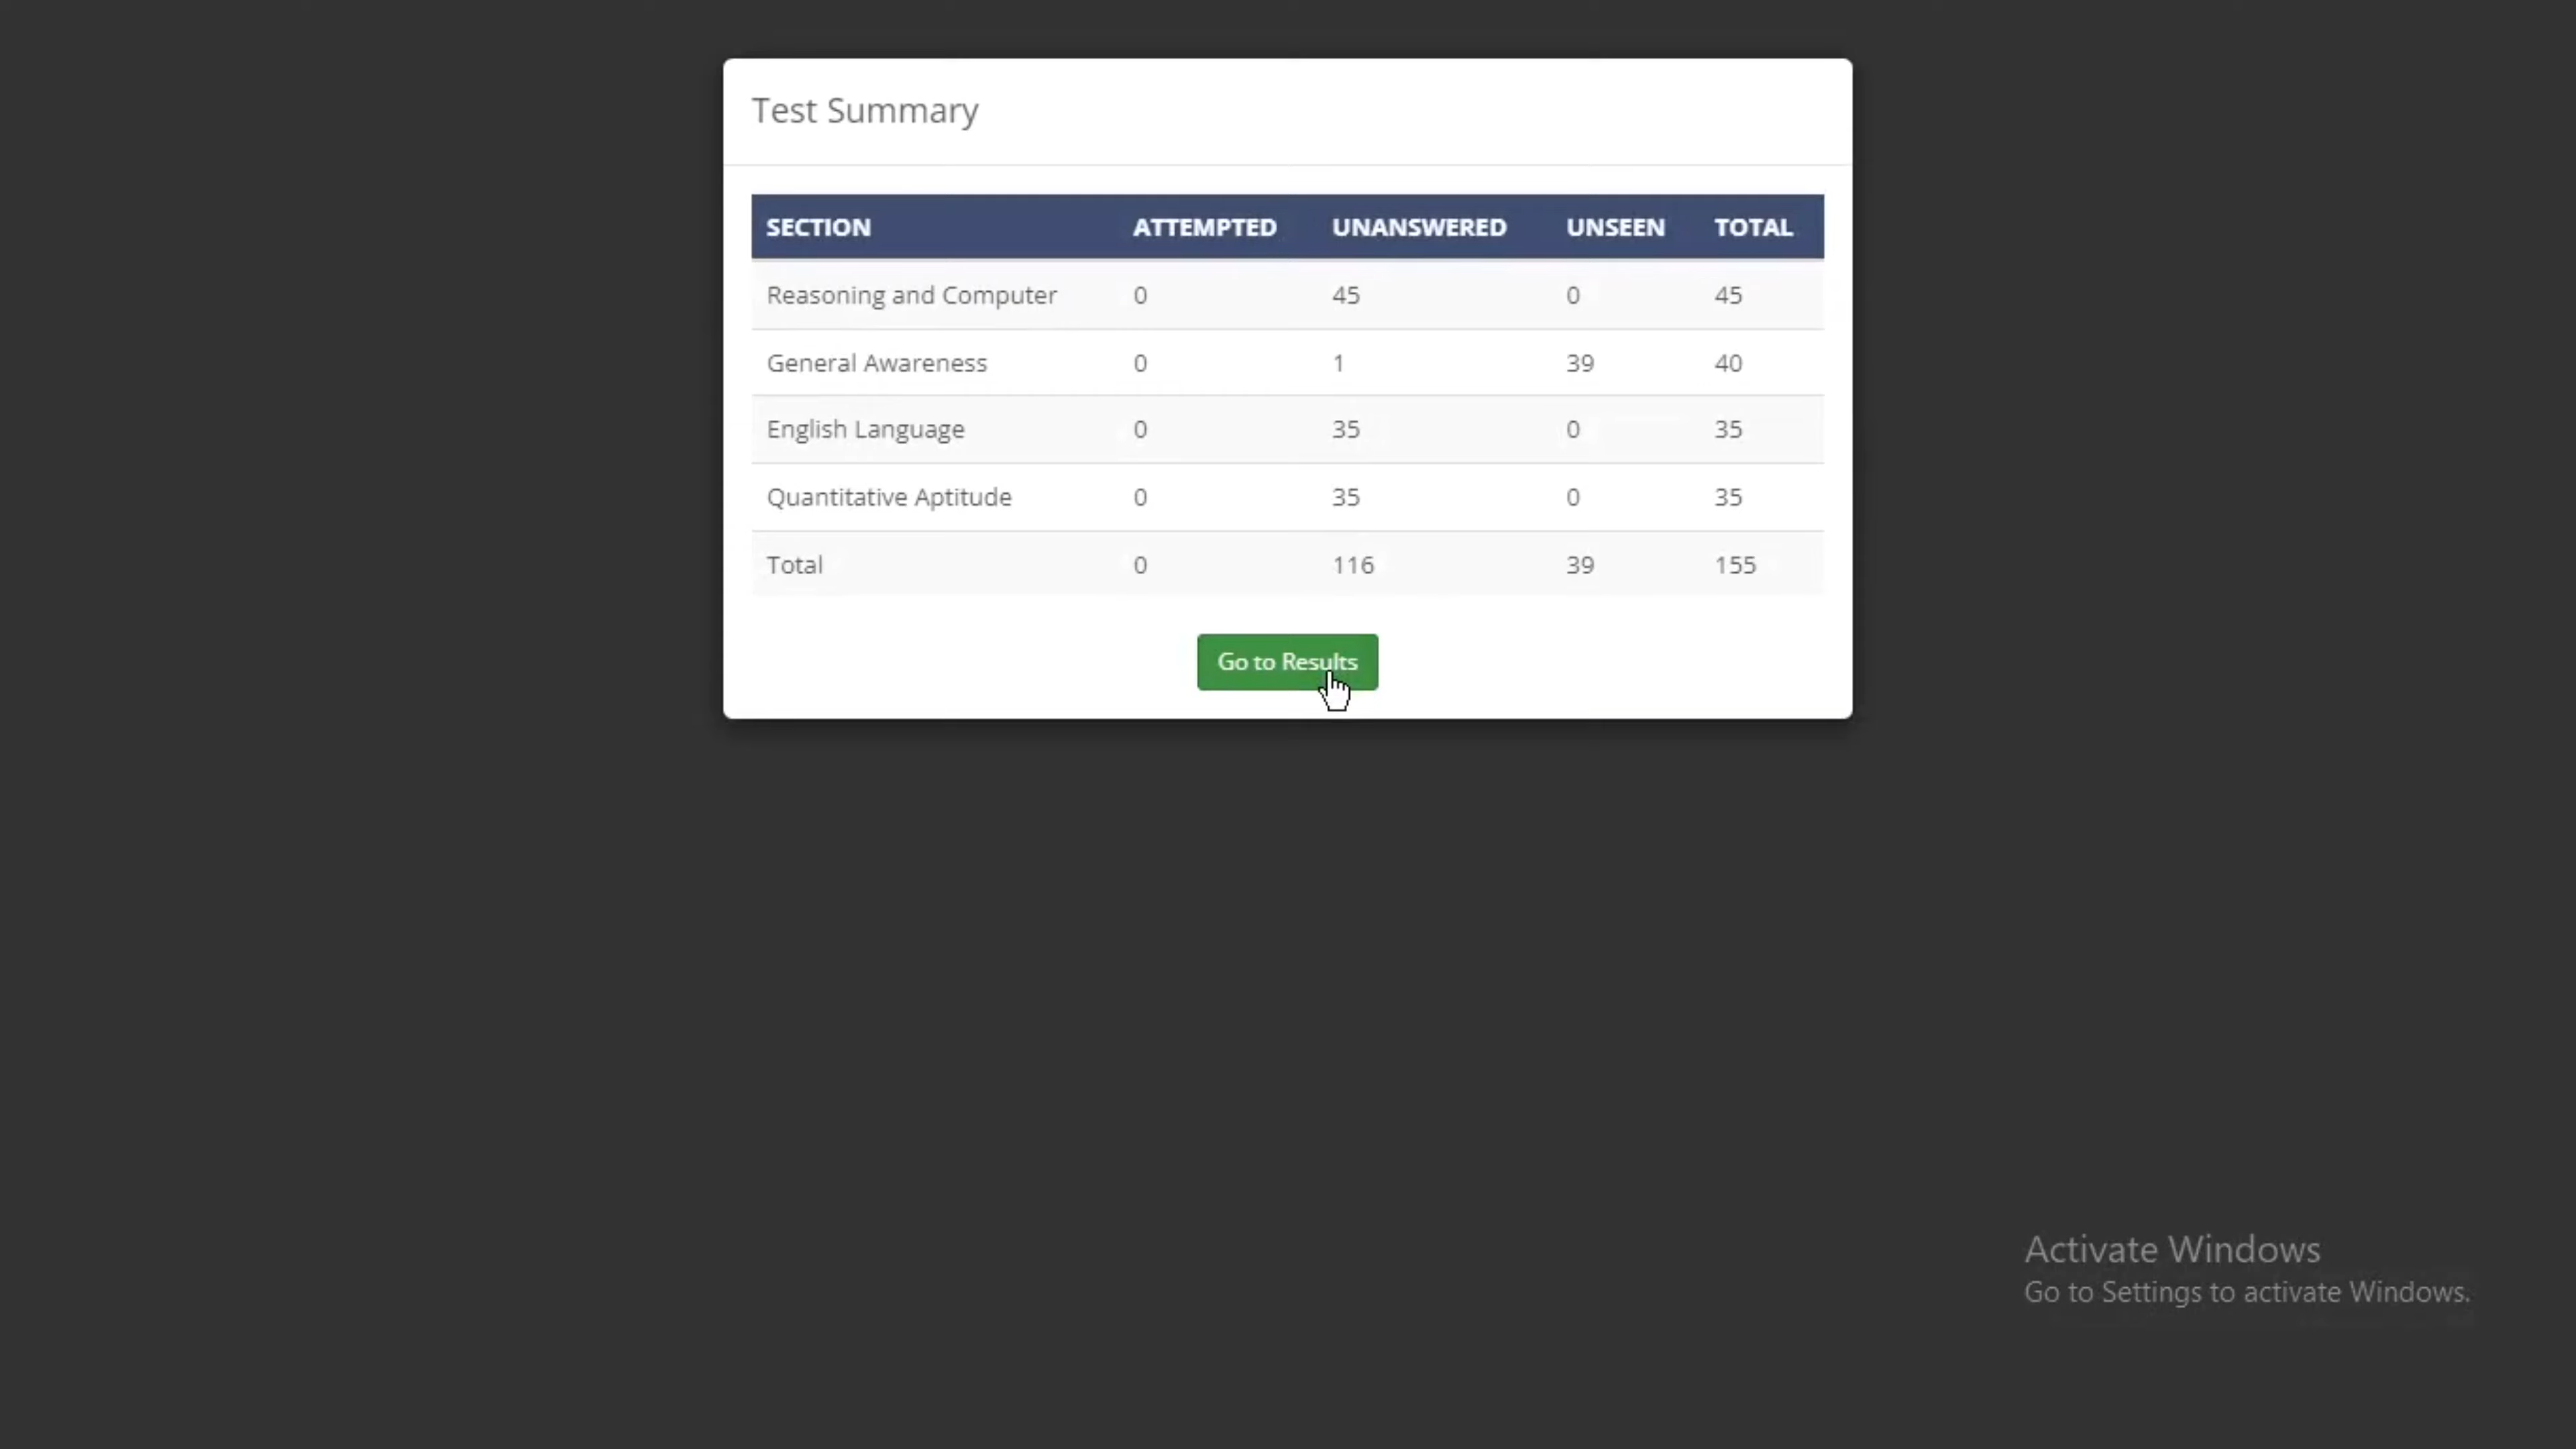 Test Summary
SECTION ATTEMPTED UNANSWERED UNSEEN TOTAL
Reasoning and Computer 0 45 0 45
General Awareness 0 1 39 40
English Language 0 35 0 35
Quantitative Aptitude 0 35 0 35
Total 0 116 39 155
Go to Results
Activate Windows
Go to Settings to activate Windows.